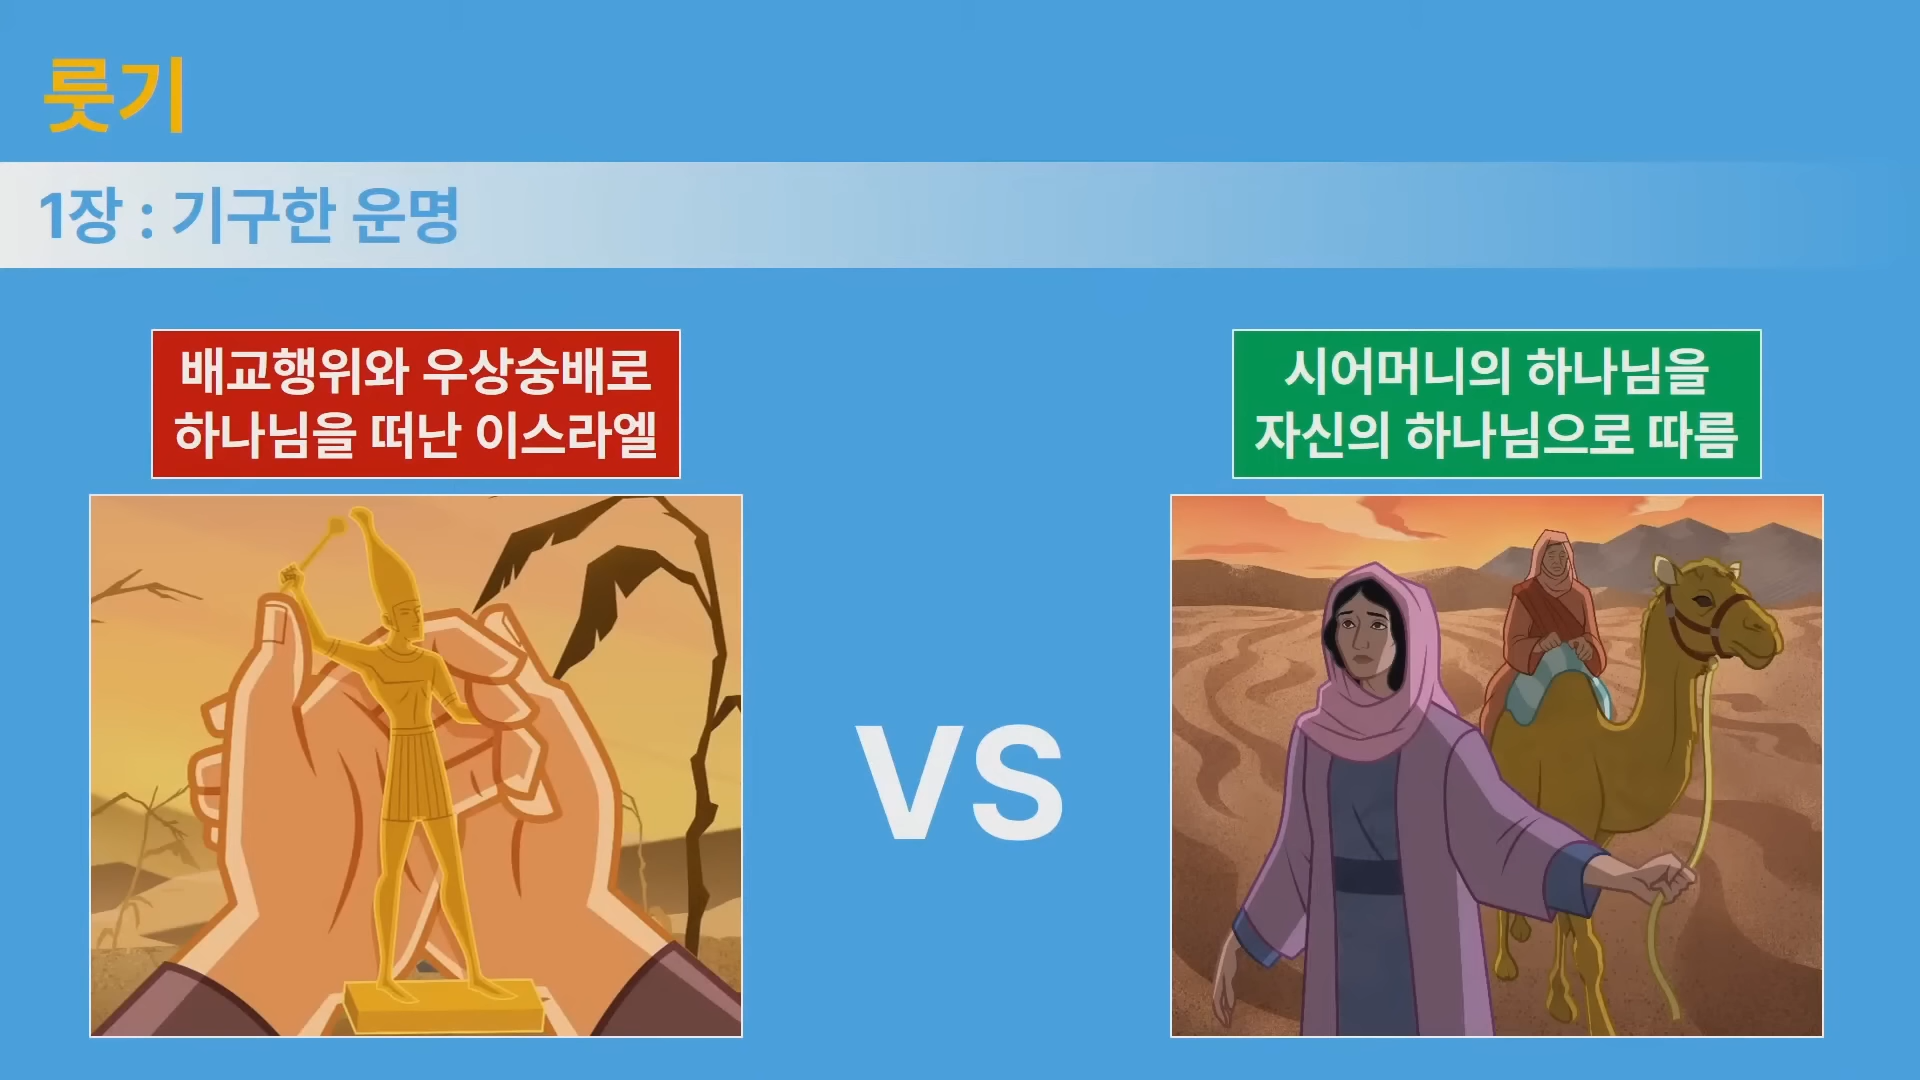 룻기
1장 : 기구한 운명
배교행위와 우상숭배로
하나님을 떠난 이스라엘
VS
시어머니의 하나님을
자신의 하나님으로 따름